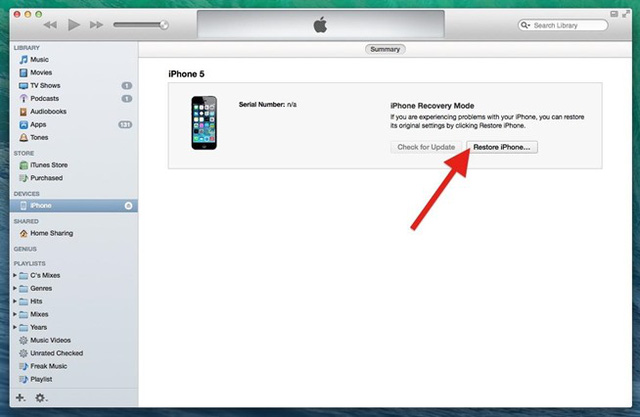 Search Library
LIBRARY
Music
Movies
TV Shows 1
Podcasts 1
Audiobooks
Apps 131
Tones
STORE
iTunes Store
Purchased
DEVICES
iPhone
SHARED
Home Sharing
GENIUS
PLAYLISTS
C's Mixes
Genres
Hits
Mixes
Years
Music Videos
Unrated Checked
Freak Music
Playlist
Summary
iPhone 5
Serial Number: n/a
iPhone Recovery Mode
If you are experiencing problems with your iPhone, you can restore
its original settings by clicking Restore iPhone.
Check for Update
Restore iPhone...